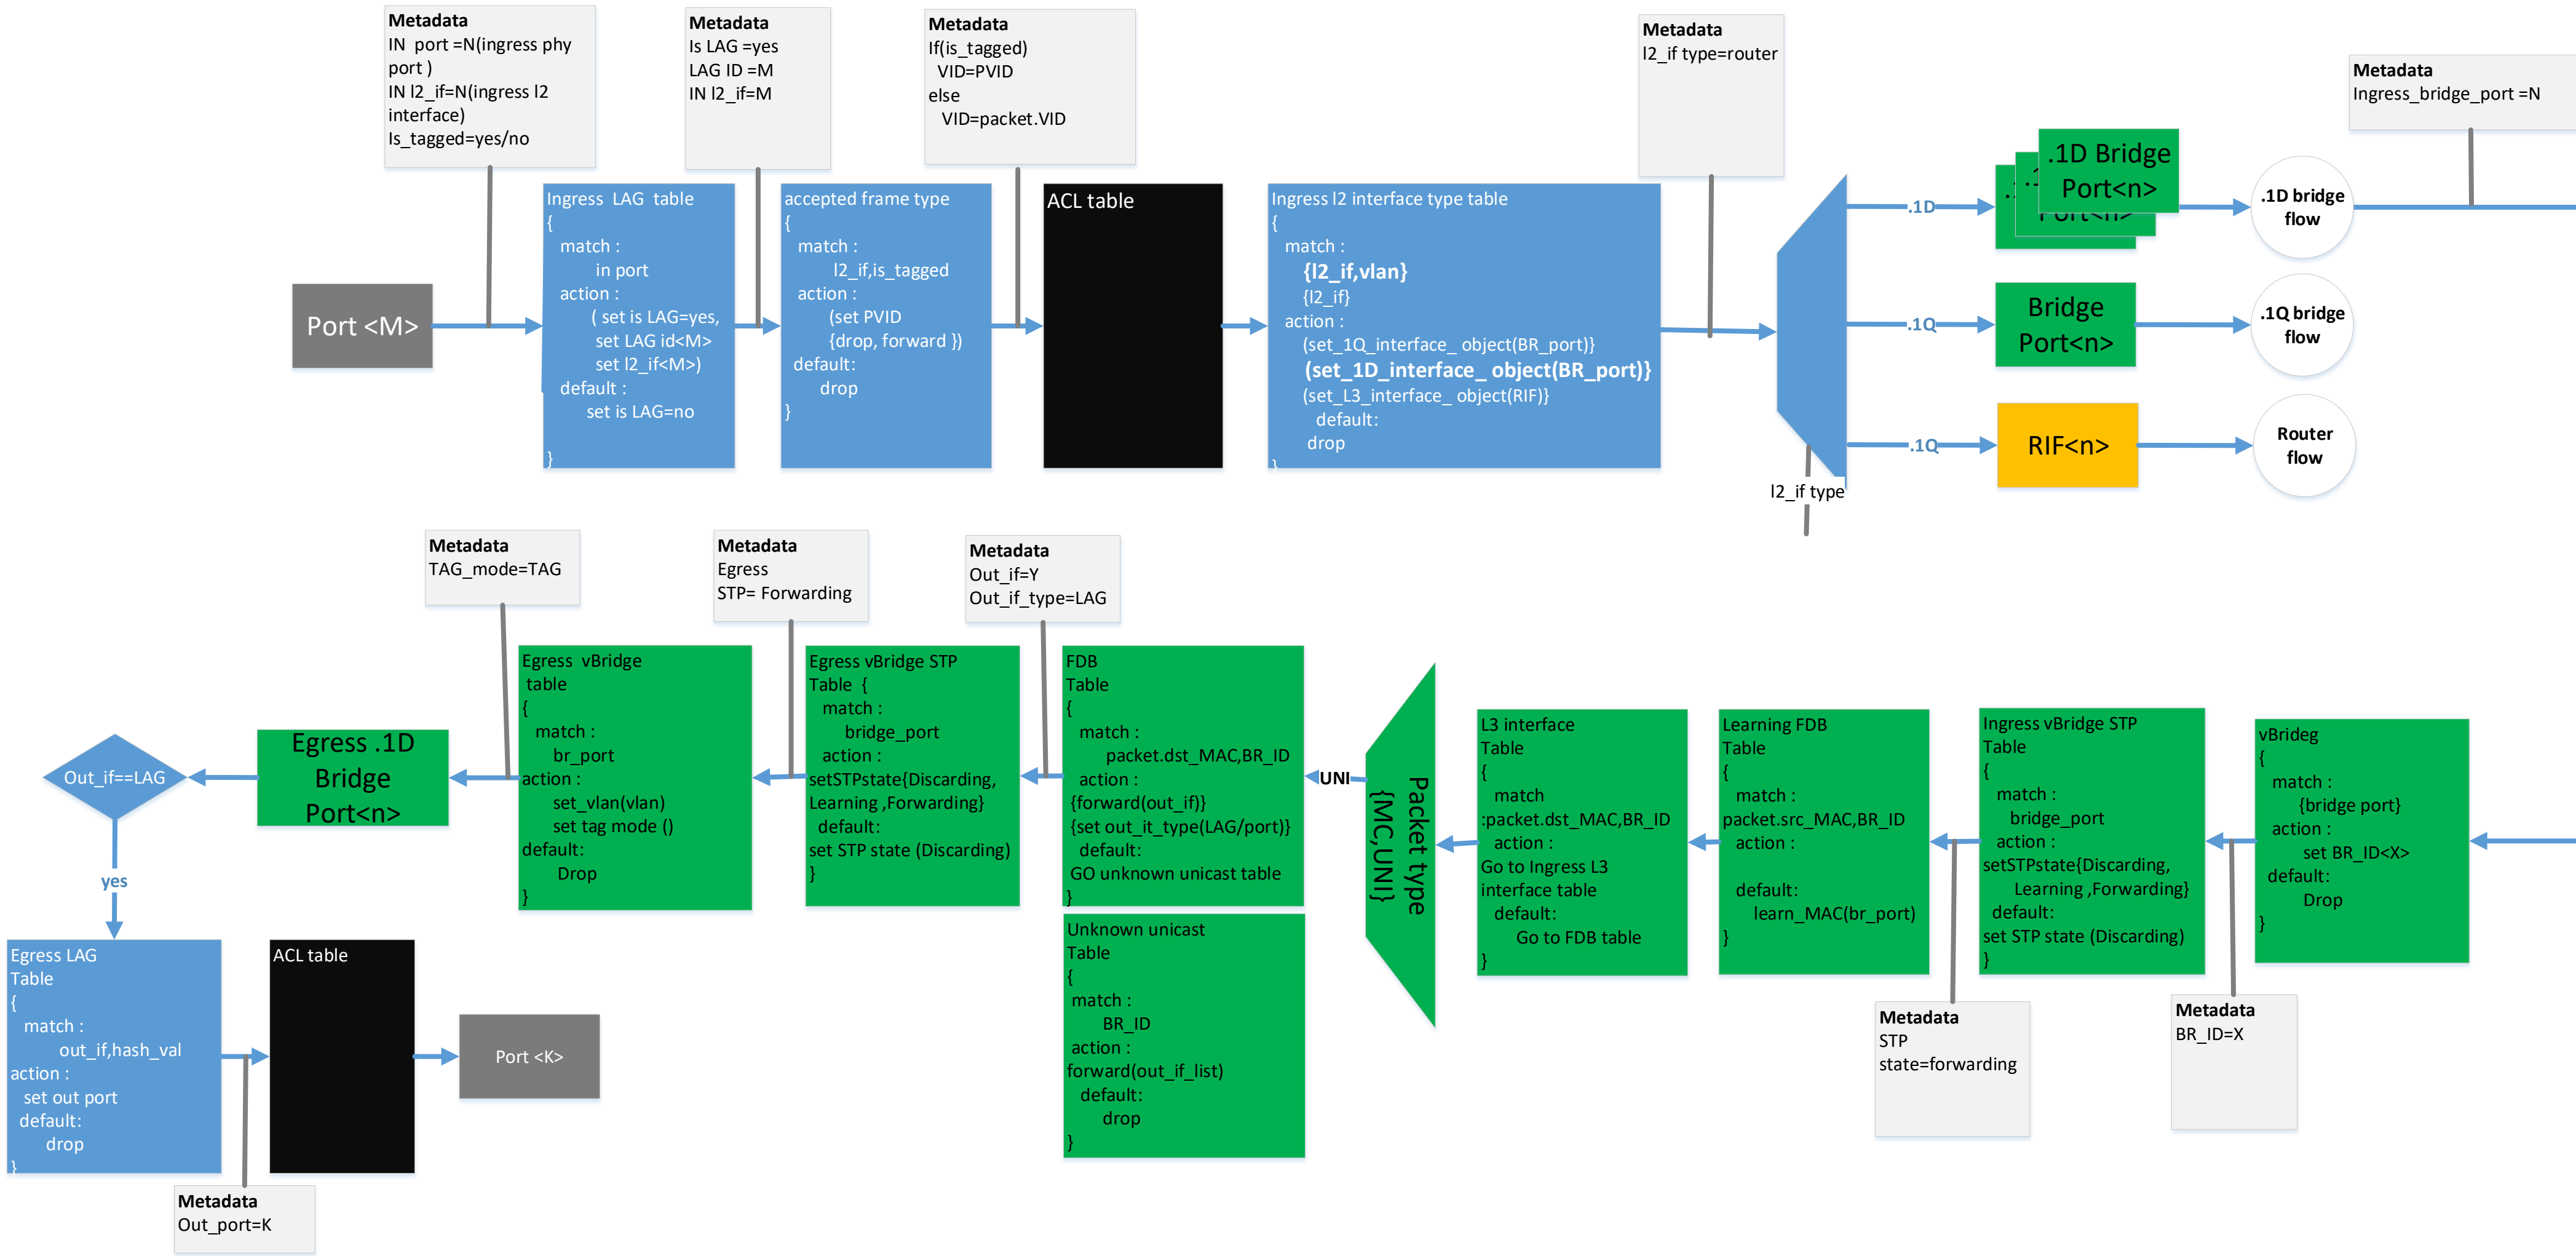 Metadata
IN  port =N(ingress phy
port )
IN l2_if=N(ingress l2
interface)
Is_tagged=yes/no
Metadata
Is LAG =yes
LAG ID =M
IN l2_if=M
Metadata
If(is_tagged)
VID=PVID
else
VID=packet.VID
Metadata
l2_if type=router
Metadata
Ingress_bridge_port =N
Port <M>
Ingress  LAG  table
{
match :
in port
action :
( set is LAG=yes,
set LAG id<M>
set l2_if<M>)
default :
set is LAG=no
}
accepted frame type
{
match :
l2_if,is_tagged
action :
(set PVID
{drop, forward })
default:
drop
}
ACL table
Ingress l2 interface type table
{
match :
{l2_if,vlan}
{l2_if}
action :
(set_1Q_interface_ object(BR_port)}
(set_1D_interface_ object(BR_port)}
(set_L3_interface_ object(RIF)}
default:
drop
}
l2_if type
.1D
.1D Bridge
Port<n>
Port<n>
.1D bridge
flow
.1Q
Bridge
Port<n>
.1Q bridge
flow
.1Q
RIF<n>
Router
flow
Metadata
TAG_mode=TAG
Metadata
Egress
STP= Forwarding
Metadata
Out_if=Y
Out_if_type=LAG
Out_if==LAG
yes
Egress .1D
Bridge
Port<n>
Egress  vBridge
table
{
match :
br_port
action :
set_vlan(vlan)
set tag mode ()
default:
Drop
}
Egress vBridge STP
Table  {
match :
bridge_port
action :
setSTPstate{Discarding,
Learning ,Forwarding}
default:
set STP state (Discarding)
}
FDB
Table
{
match :
packet.dst_MAC,BR_ID
action :
{forward(out_if)}
{set out_it_type(LAG/port)}
default:
GO unknown unicast table
}
Unknown unicast
Table
{
match :
BR_ID
action :
forward(out_if_list)
default:
drop
}
UNI
Packet type
{MC,UNI}
L3 interface
Table
{
match
:packet.dst_MAC,BR_ID
action :
Go to Ingress L3
interface table
default:
Go to FDB table
}
Learning FDB
Table
{
match :
packet.src_MAC,BR_ID
action :
default:
learn_MAC(br_port)
}
Ingress vBridge STP
Table
{
match :
bridge_port
action :
setSTPstate{Discarding,
Learning ,Forwarding}
default:
set STP state (Discarding)
}
vBrideg
{
match :
{bridge port}
action :
set BR_ID<X>
default:
Drop
}
Metadata
STP
state=forwarding
Metadata
BR_ID=X
Egress LAG
Table
{
match :
out_if,hash_val
action :
set out port
default:
drop
}
ACL table
Port <K>
Metadata
Out_port=K